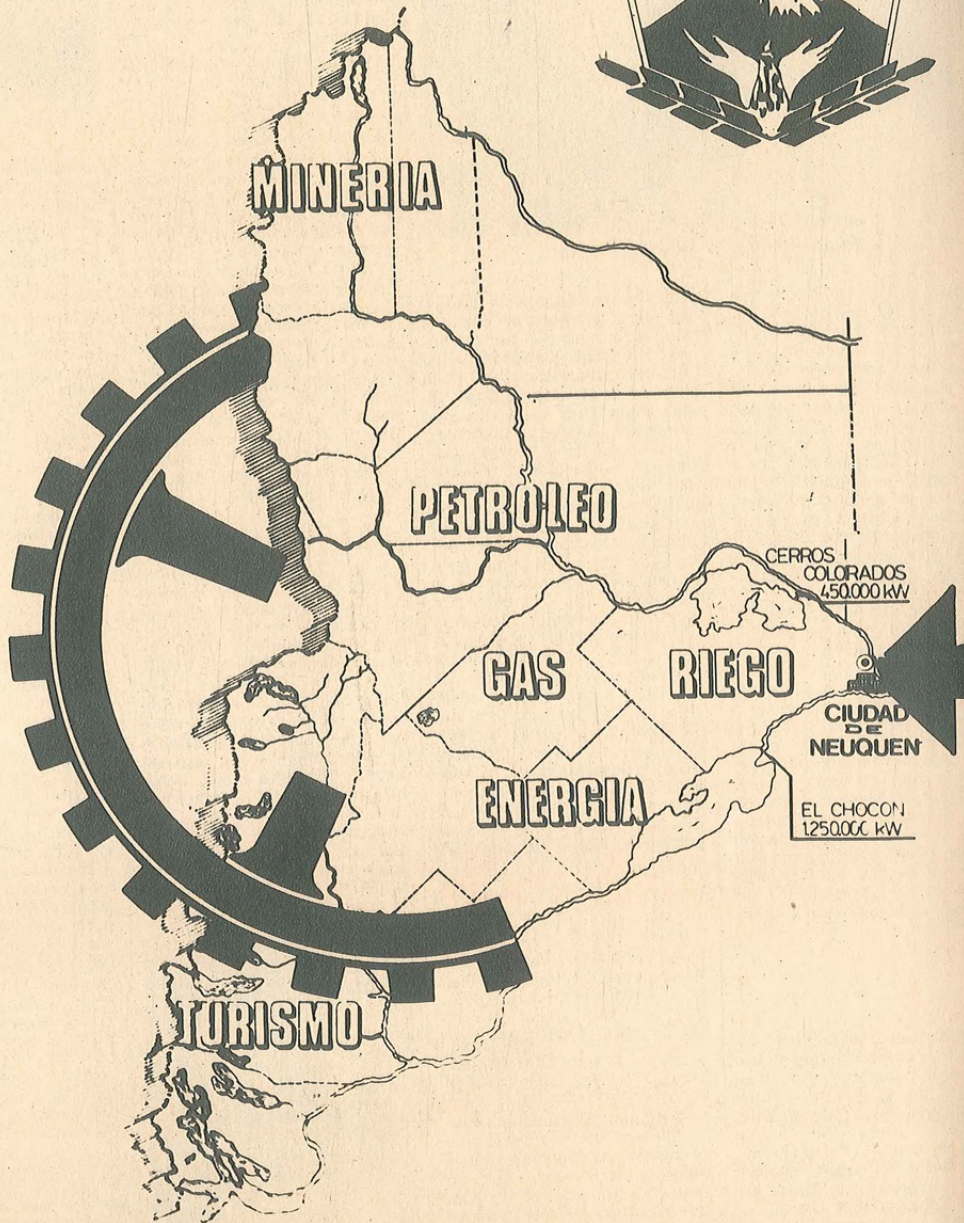 MINERIA
PETROLEO
CERROS
COLORADOS
450.000 kW
GAS
RIEGO
CIUDAD
DE
NEUQUEN
ENERGIA
EL CHOCON
1.250.000 kW
TURISMO